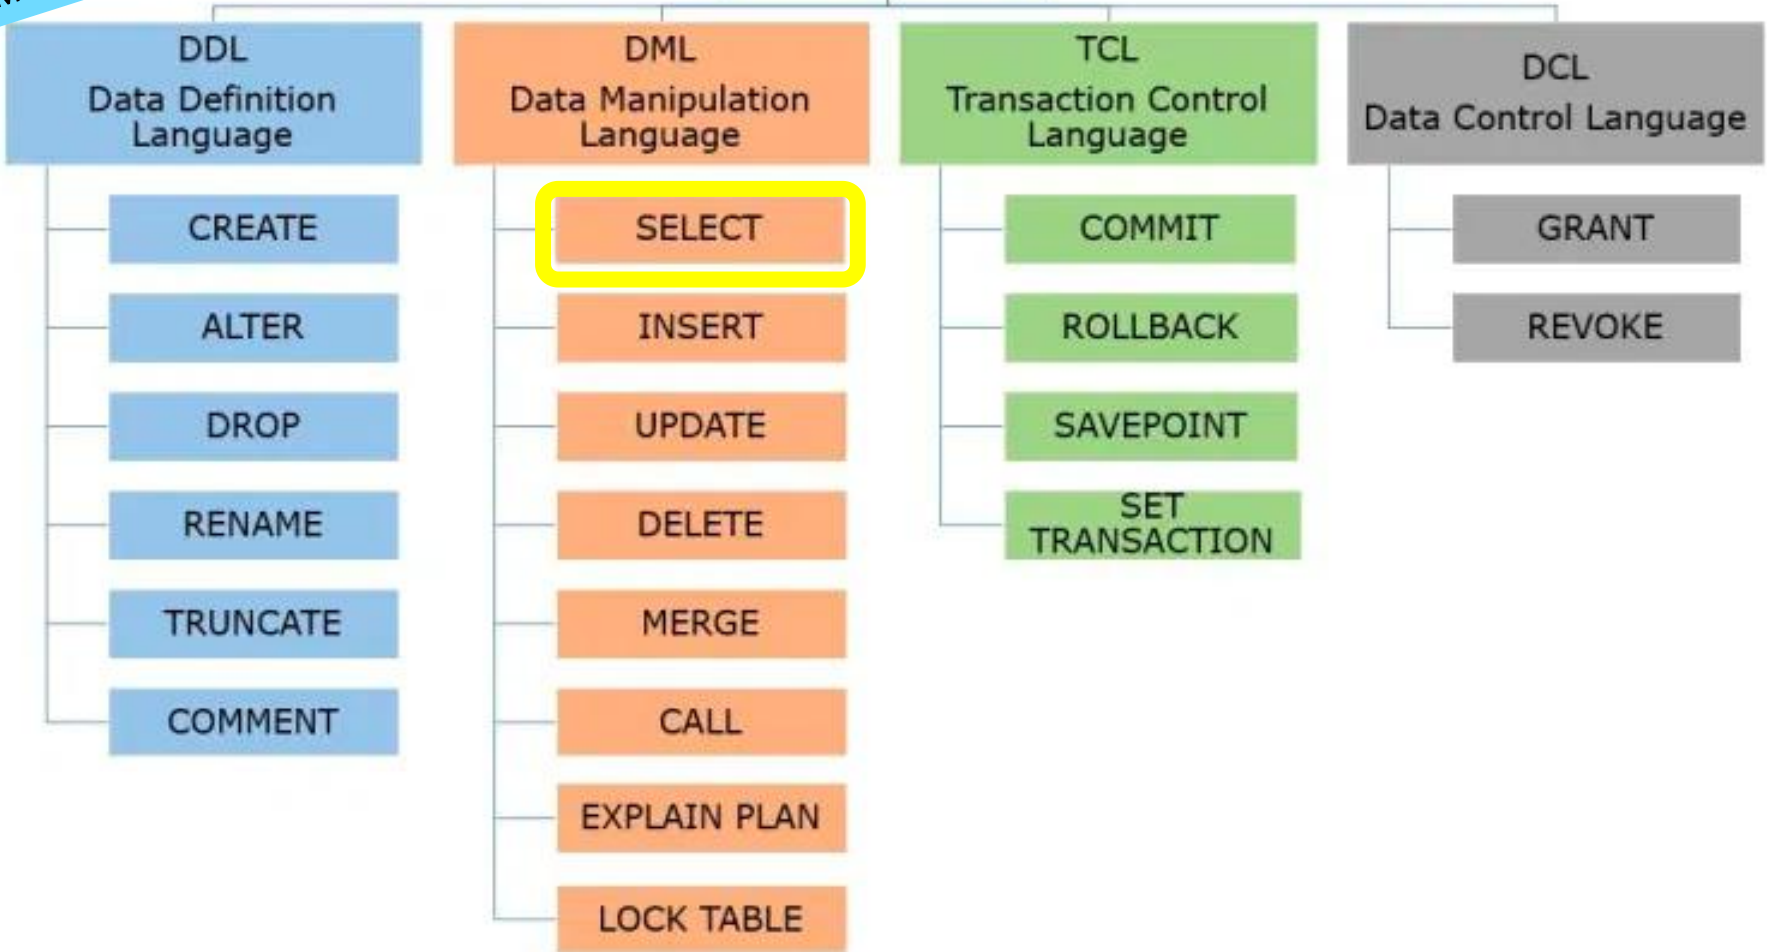 DDL
Data Definition
Language
CREATE
ALTER
DROP
RENAME
TRUNCATE
COMMENT
DML
Data Manipulation
Language
SELECT
INSERT
UPDATE
DELETE
MERGE
CALL
EXPLAIN PLAN
LOCK TABLE
TCL
Transaction Control
Language
COMMIT
ROLLBACK
SAVEPOINT
SET
TRANSACTION
DCL
Data Control Language
GRANT
REVOKE